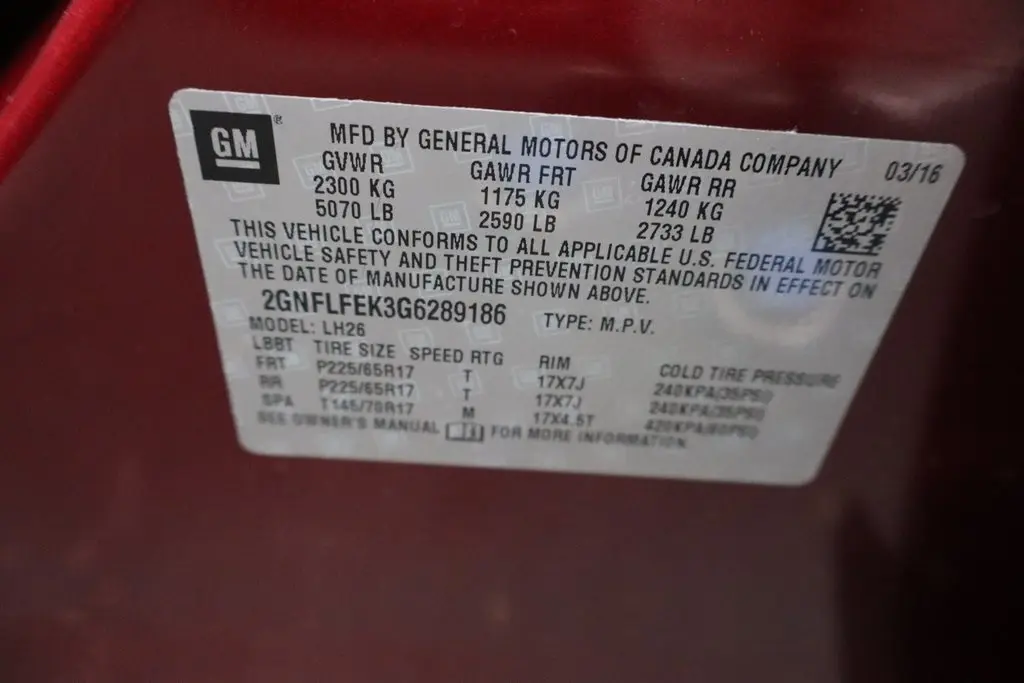 GM ® MFD BY GENERAL MOTORS OF CANADA COMPANY 03/16
GVWR GAWR FRT GAWR RR
2300 KG 1175 KG 1240 KG
5070 LB 2590 LB 2733 LB
THIS VEHICLE CONFORMS TO ALL APPLICABLE U.S. FEDERAL MOTOR
VEHICLE SAFETY AND THEFT PREVENTION STANDARDS IN EFFECT ON
THE DATE OF MANUFACTURE SHOWN ABOVE.
2GNFLFEK3G6289186 TYPE: M.P.V.
MODEL: LH26
LBBT TIRE SIZE SPEED RTG RIM COLD TIRE PRESSURE
FRT P225/65R17 T 17X7J 240KPA(35PSI)
RR P225/65R17 T 17X7J 240KPA(35PSI)
SPA T145/70R17 M 17X4.5T 420KPA(60PSI)
SEE OWNER'S MANUAL FOR MORE INFORMATION